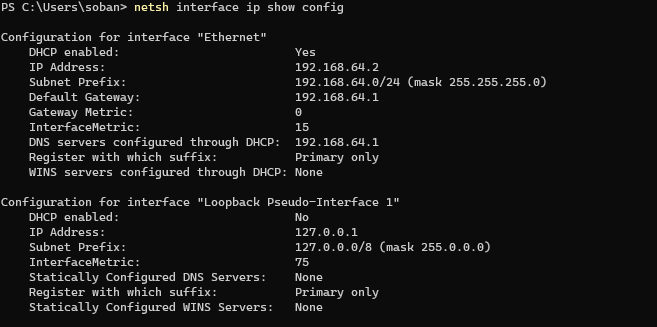 PS C:\Users\soban> netsh interface ip show config
Configuration for interface "Ethernet"
DHCP enabled: Yes
IP Address: 192.168.64.2
Subnet Prefix: 192.168.64.0/24 (mask 255.255.255.0)
Default Gateway: 192.168.64.1
Gateway Metric: 0
InterfaceMetric: 15
DNS servers configured through DHCP: 192.168.64.1
Register with which suffix: Primary only
WINS servers configured through DHCP: None
Configuration for interface "Loopback Pseudo-Interface 1"
DHCP enabled: No
IP Address: 127.0.0.1
Subnet Prefix: 127.0.0.0/8 (mask 255.0.0.0)
InterfaceMetric: 75
Statically Configured DNS Servers: None
Register with which suffix: Primary only
Statically Configured WINS Servers: None